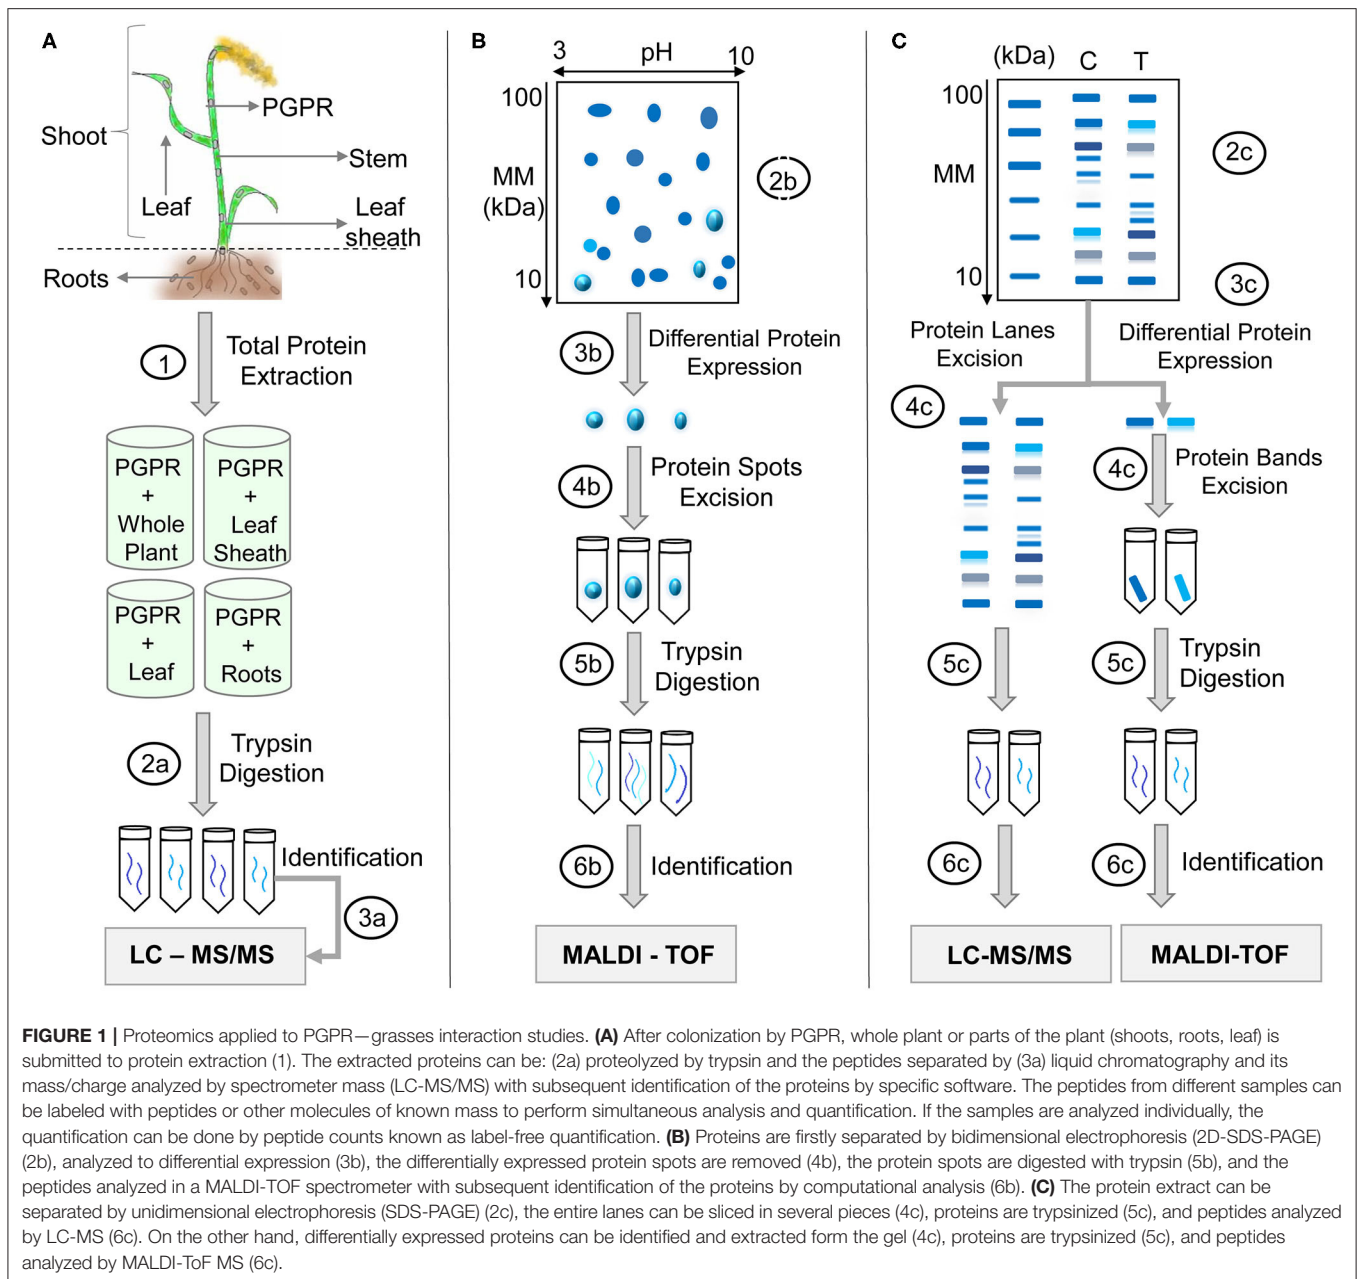 A
Shoot
PGPR
Stem
Leaf
Leaf
sheath
Roots
1
Total Protein
Extraction
PGPR
+
Whole
Plant
PGPR
+
Leaf
Sheath
PGPR
+
Leaf
PGPR
+
Roots
2a
Trypsin
Digestion
Identification
3a
LC – MS/MS
B
3 pH 10
100
MM
(kDa)
10
2b
3b
Differential Protein
Expression
4b
Protein Spots
Excision
5b
Trypsin
Digestion
6b
Identification
MALDI - TOF
C
(kDa) C T
100
MM
10
2c
3c
Protein Lanes
Excision
Differential Protein
Expression
4c
4c
Protein Bands
Excision
5c
5c
Trypsin
Digestion
6c
6c
Identification
LC-MS/MS
MALDI-TOF
FIGURE 1 | Proteomics applied to PGPR—grasses interaction studies. (A) After colonization by PGPR, whole plant or parts of the plant (shoots, roots, leaf) is
submitted to protein extraction (1). The extracted proteins can be: (2a) proteolyzed by trypsin and the peptides separated by (3a) liquid chromatography and its
mass/charge analyzed by spectrometer mass (LC-MS/MS) with subsequent identification of the proteins by specific software. The peptides from different samples can
be labeled with peptides or other molecules of known mass to perform simultaneous analysis and quantification. If the samples are analyzed individually, the
quantification can be done by peptide counts known as label-free quantification. (B) Proteins are firstly separated by bidimensional electrophoresis (2D-SDS-PAGE)
(2b), analyzed to differential expression (3b), the differentially expressed protein spots are removed (4b), the protein spots are digested with trypsin (5b), and the
peptides analyzed in a MALDI-TOF spectrometer with subsequent identification of the proteins by computational analysis (6b). (C) The protein extract can be
separated by unidimensional electrophoresis (SDS-PAGE) (2c), the entire lanes can be sliced in several pieces (4c), proteins are trypsinized (5c), and peptides analyzed
by LC-MS (6c). On the other hand, differentially expressed proteins can be identified and extracted form the gel (4c), proteins are trypsinized (5c), and peptides
analyzed by MALDI-ToF MS (6c).